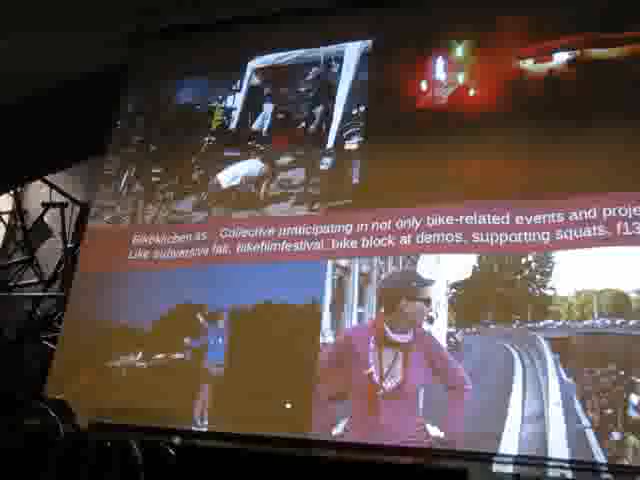 Bikekitchen as   Collective participating in not only bike-related events and proje
Like subversive fair, bikefilmfestival, bike block at demos, supporting squats. f13